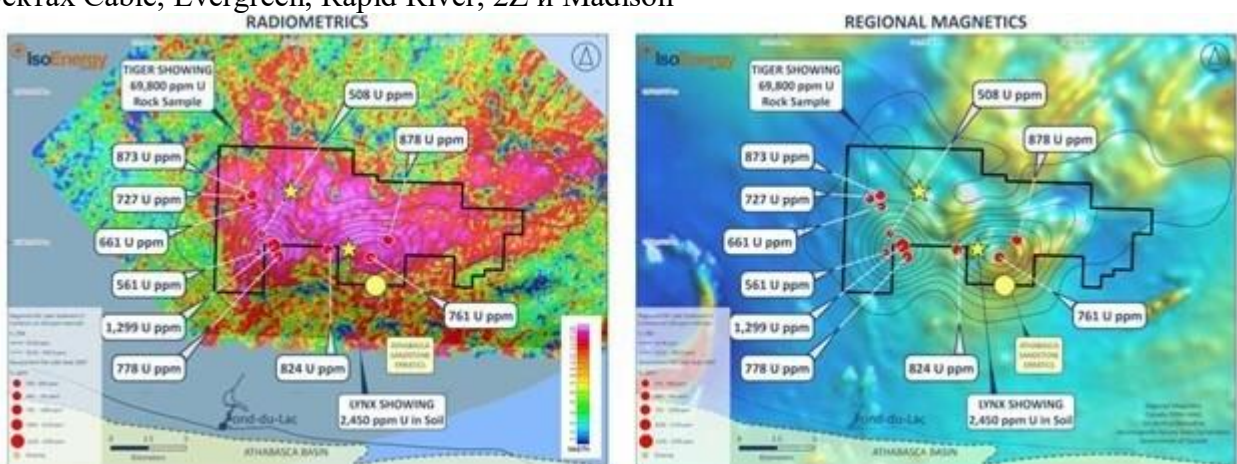 ектах Cable, Evergreen, Rapid River, 2Z и Madison
RADIOMETRICS
IsoEnergy
TIGER SHOWING
69,800 ppm U
Rock Sample
508 U ppm
878 U ppm
873 U ppm
727 U ppm
661 U ppm
561 U ppm
1,299 U ppm
778 U ppm
824 U ppm
761 U ppm
ATHABASCA
SANDSTONE
ERRATICS
LYNX SHOWING
2,450 ppm U in Soil
Fond-du-Lac
Kilometers
ATHABASCA BASIN
REGIONAL MAGNETICS
IsoEnergy
TIGER SHOWING
69,800 ppm U
Rock Sample
508 U ppm
878 U ppm
873 U ppm
727 U ppm
661 U ppm
561 U ppm
1,299 U ppm
778 U ppm
824 U ppm
761 U ppm
ATHABASCA
SANDSTONE
ERRATICS
LYNX SHOWING
2,450 ppm U in Soil
Fond-du-Lac
Kilometers
ATHABASCA BASIN